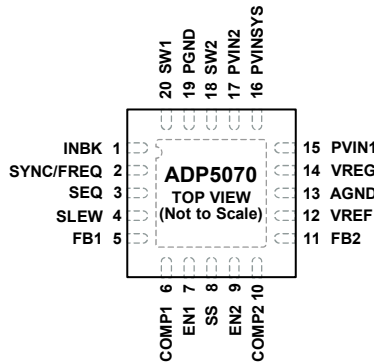 20 SW1
19 PGND
18 SW2
17 PVIN2
16 PVINSYS
INBK 1
SYNC/FREQ 2
SEQ 3
SLEW 4
FB1 5
ADP5070
TOP VIEW
(Not to Scale)
15 PVIN1
14 VREG
13 AGND
12 VREF
11 FB2
COMP1 6
EN1 7
SS 8
EN2 9
COMP2 10